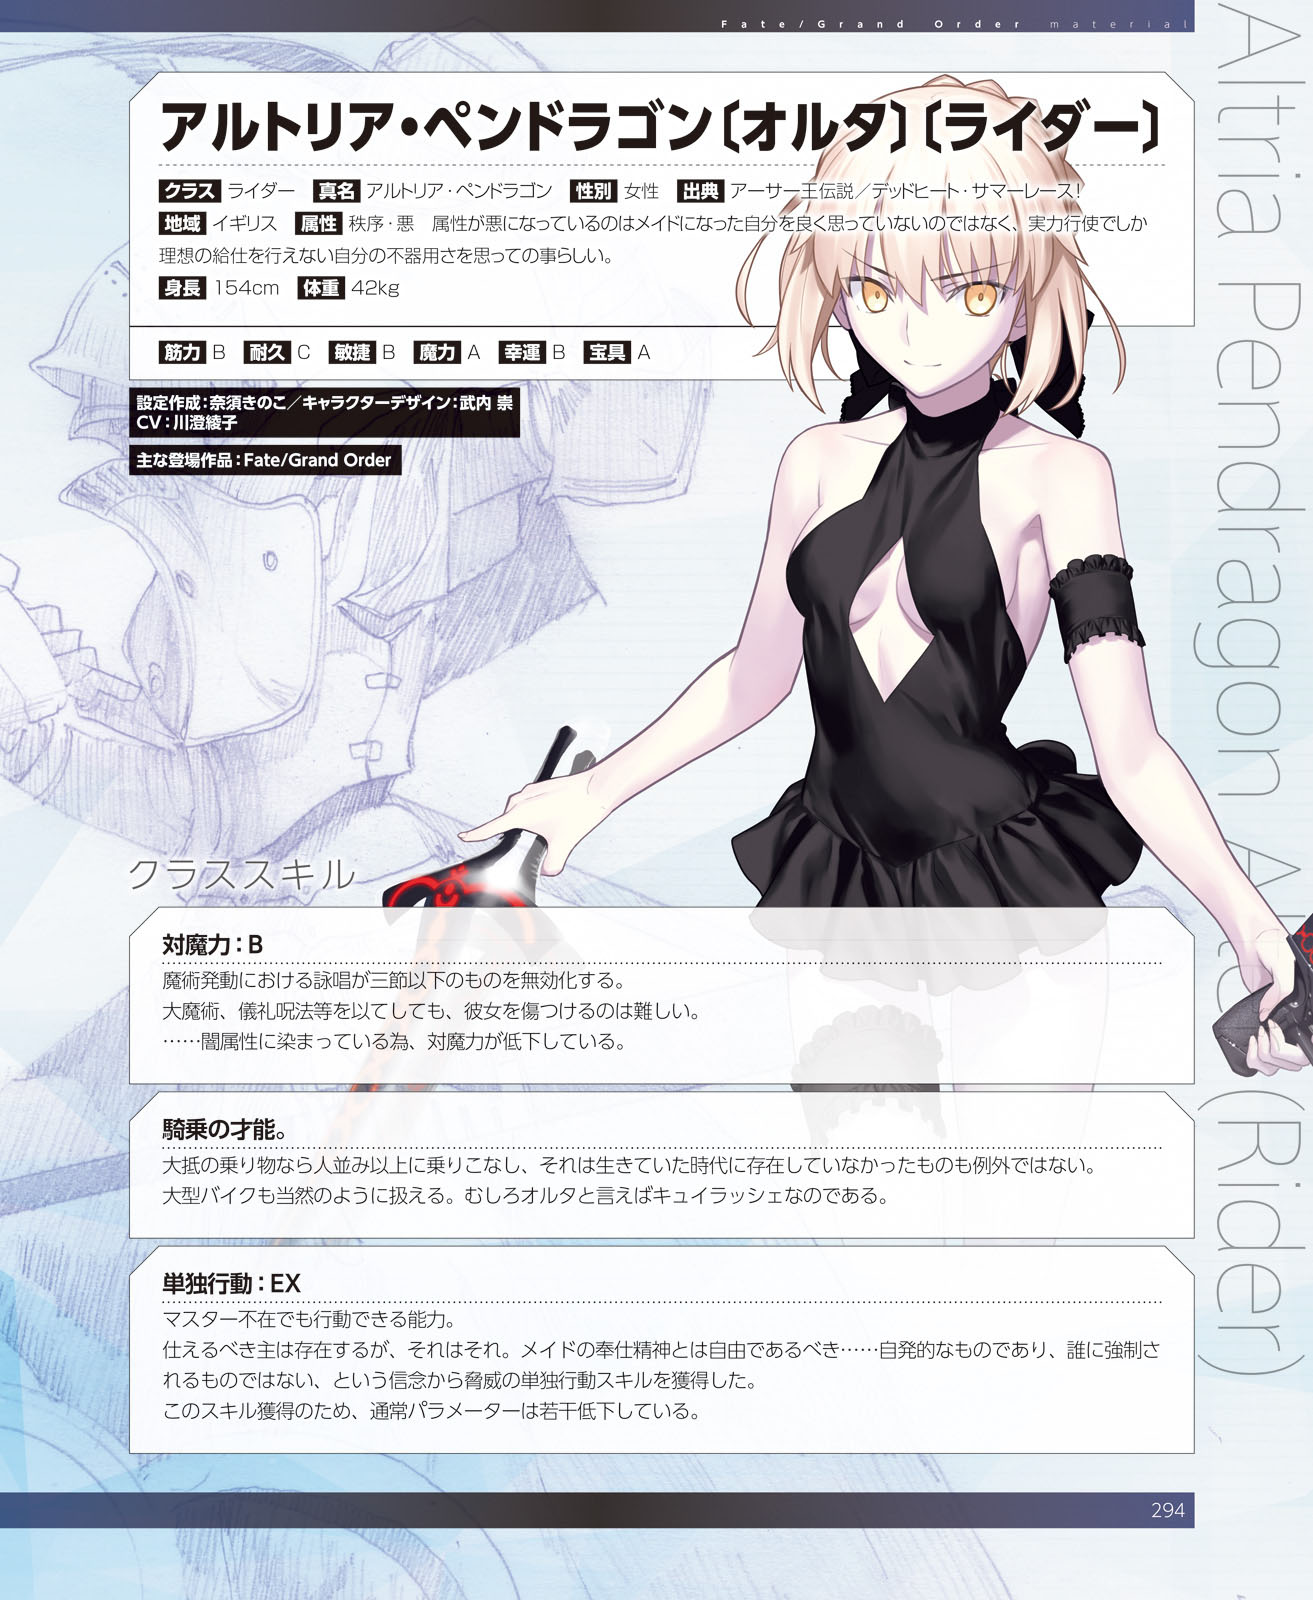 Fate/Grand Order material
アルトリア・ペンドラゴン〔オルタ〕〔ライダー〕
クラス ライダー 真名 アルトリア・ペンドラゴン 性別 女性 出典 アーサー王伝説／デッドヒート・サマーレース！
地域 イギリス 属性 秩序・悪 属性が悪になっているのはメイドになった自分を良く思っていないのではなく、実力行使でしか
理想の給仕を行えない自分の不器用さを思っての事らしい。
身長 154cm 体重 42kg
筋力 B 耐久 C 敏捷 B 魔力 A 幸運 B 宝具 A
設定作成：奈須きのこ／キャラクターデザイン：武内 崇
CV：川澄綾子
主な登場作品：Fate/Grand Order
クラススキル
対魔力：B
魔術発動における詠唱が三節以下のものを無効化する。
大魔術、儀礼呪法等を以てしても、彼女を傷つけるのは難しい。
……闇属性に染まっている為、対魔力が低下している。
騎乗の才能。
大抵の乗り物なら人並み以上に乗りこなし、それは生きていた時代に存在していなかったものも例外ではない。
大型バイクも当然のように扱える。むしろオルタと言えばキュイラッシェなのである。
単独行動：EX
マスター不在でも行動できる能力。
仕えるべき主は存在するが、それはそれ。メイドの奉仕精神とは自由であるべき……自発的なものであり、誰に強制さ
れるものではない、という信念から脅威の単独行動スキルを獲得した。
このスキル獲得のため、通常パラメーターは若干低下している。
294
Altria Pendragon (Rider)